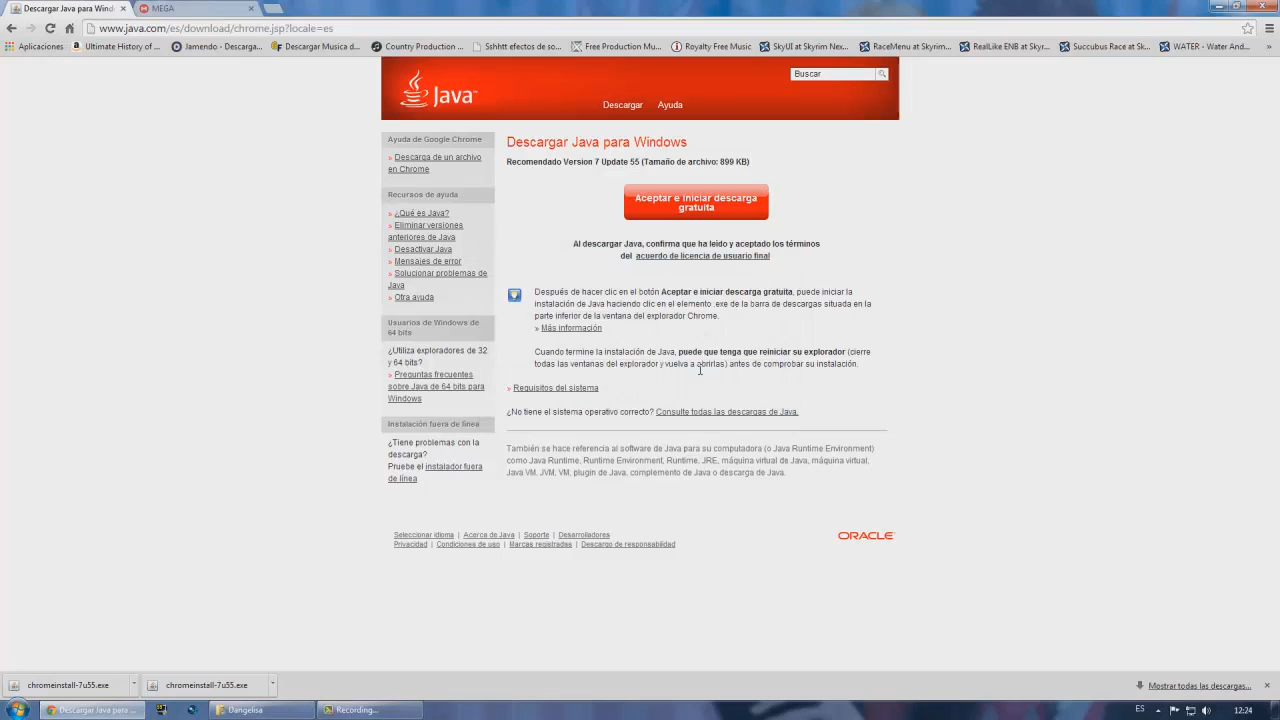 Descargar Java para Wind
MEGA
www.java.com/es/download/chrome.jsp?locale=es
Aplicaciones
Ultimate History of ...
Jamendo - Descarga...
Descargar Musica d...
Country Production ...
Sshhtt efectos de so...
Free Production Mu...
Royalty Free Music
SkyUI at Skyrim Nex...
RaceMenu at Skyrim...
RealLike ENB at Skyr...
Succubus Race at Sk...
WATER - Water And...
Java
Buscar
Descargar
Ayuda
Ayuda de Google Chrome
» Descarga de un archivo
en Chrome
Recursos de ayuda
» ¿Qué es Java?
» Eliminar versiones
anteriores de Java
» Desactivar Java
» Mensajes de error
» Solucionar problemas de
Java
» Otra ayuda
Usuarios de Windows de
64 bits
¿Utiliza exploradores de 32
y 64 bits?
» Preguntas frecuentes
sobre Java de 64 bits para
Windows
Instalación fuera de línea
¿Tiene problemas con la
descarga?
Pruebe el instalador fuera
de línea
Descargar Java para Windows
Recomendado Version 7 Update 55 (Tamaño de archivo: 899 KB)
Aceptar e iniciar descarga
gratuita
Al descargar Java, confirma que ha leído y aceptado los términos
del acuerdo de licencia de usuario final
Después de hacer clic en el botón Aceptar e iniciar descarga gratuita, puede iniciar la
instalación de Java haciendo clic en el elemento .exe de la barra de descargas situada en la
parte inferior de la ventana del explorador Chrome.
» Más información
Cuando termine la instalación de Java, puede que tenga que reiniciar su explorador (cierre
todas las ventanas del explorador y vuelva a abrirlas) antes de comprobar su instalación.
» Requisitos del sistema
¿No tiene el sistema operativo correcto? Consulte todas las descargas de Java.
También se hace referencia al software de Java para su computadora (o Java Runtime Environment)
como Java Runtime, Runtime Environment, Runtime, JRE, máquina virtual de Java, máquina virtual,
Java VM, JVM, VM, plugin de Java, complemento de Java o descarga de Java.
Seleccionar idioma | Acerca de Java | Soporte | Desarrolladores
Privacidad | Condiciones de uso | Marcas registradas | Descargo de responsabilidad
ORACLE
chromeinstall-7u55.exe
chromeinstall-7u55.exe
Mostrar todas las descargas...
Descargar Java para ...
Dangelisa
Recording...
ES
12:24